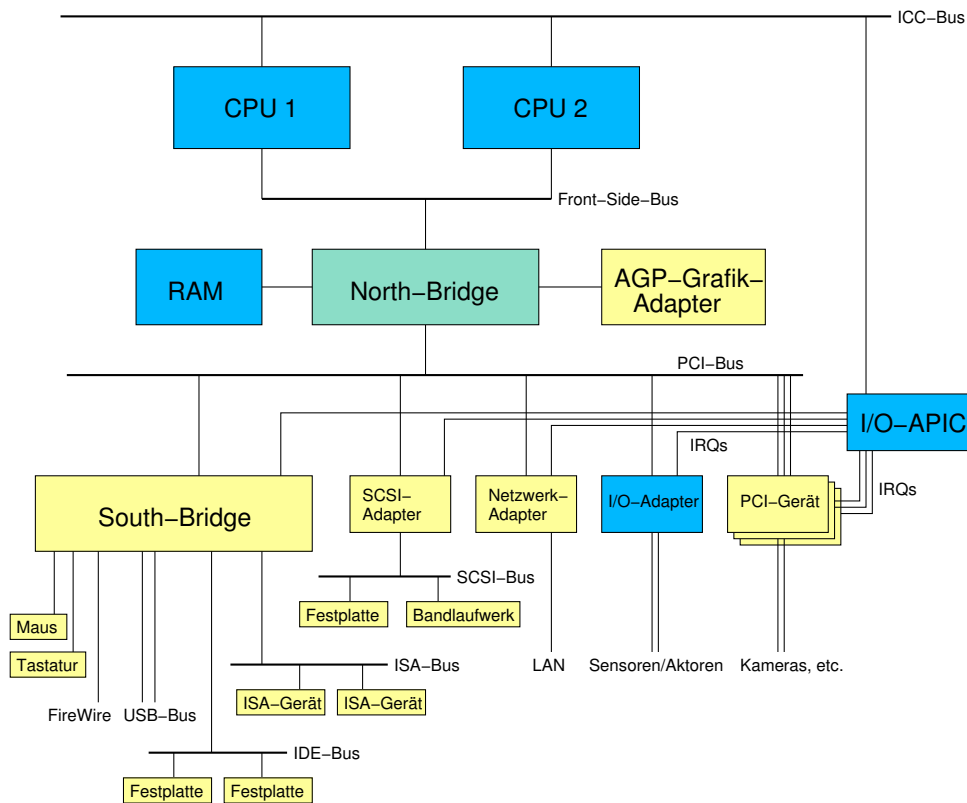 ICC–Bus
CPU 1
CPU 2
Front–Side–Bus
RAM
North–Bridge
AGP–Grafik–
Adapter
PCI–Bus
I/O–APIC
IRQs
IRQs
South–Bridge
SCSI–
Adapter
Netzwerk–
Adapter
I/O–Adapter
PCI–Gerät
SCSI–Bus
Festplatte
Bandlaufwerk
Maus
Tastatur
ISA–Bus
LAN
Sensoren/Aktoren
Kameras, etc.
ISA–Gerät
ISA–Gerät
FireWire
USB–Bus
IDE–Bus
Festplatte
Festplatte